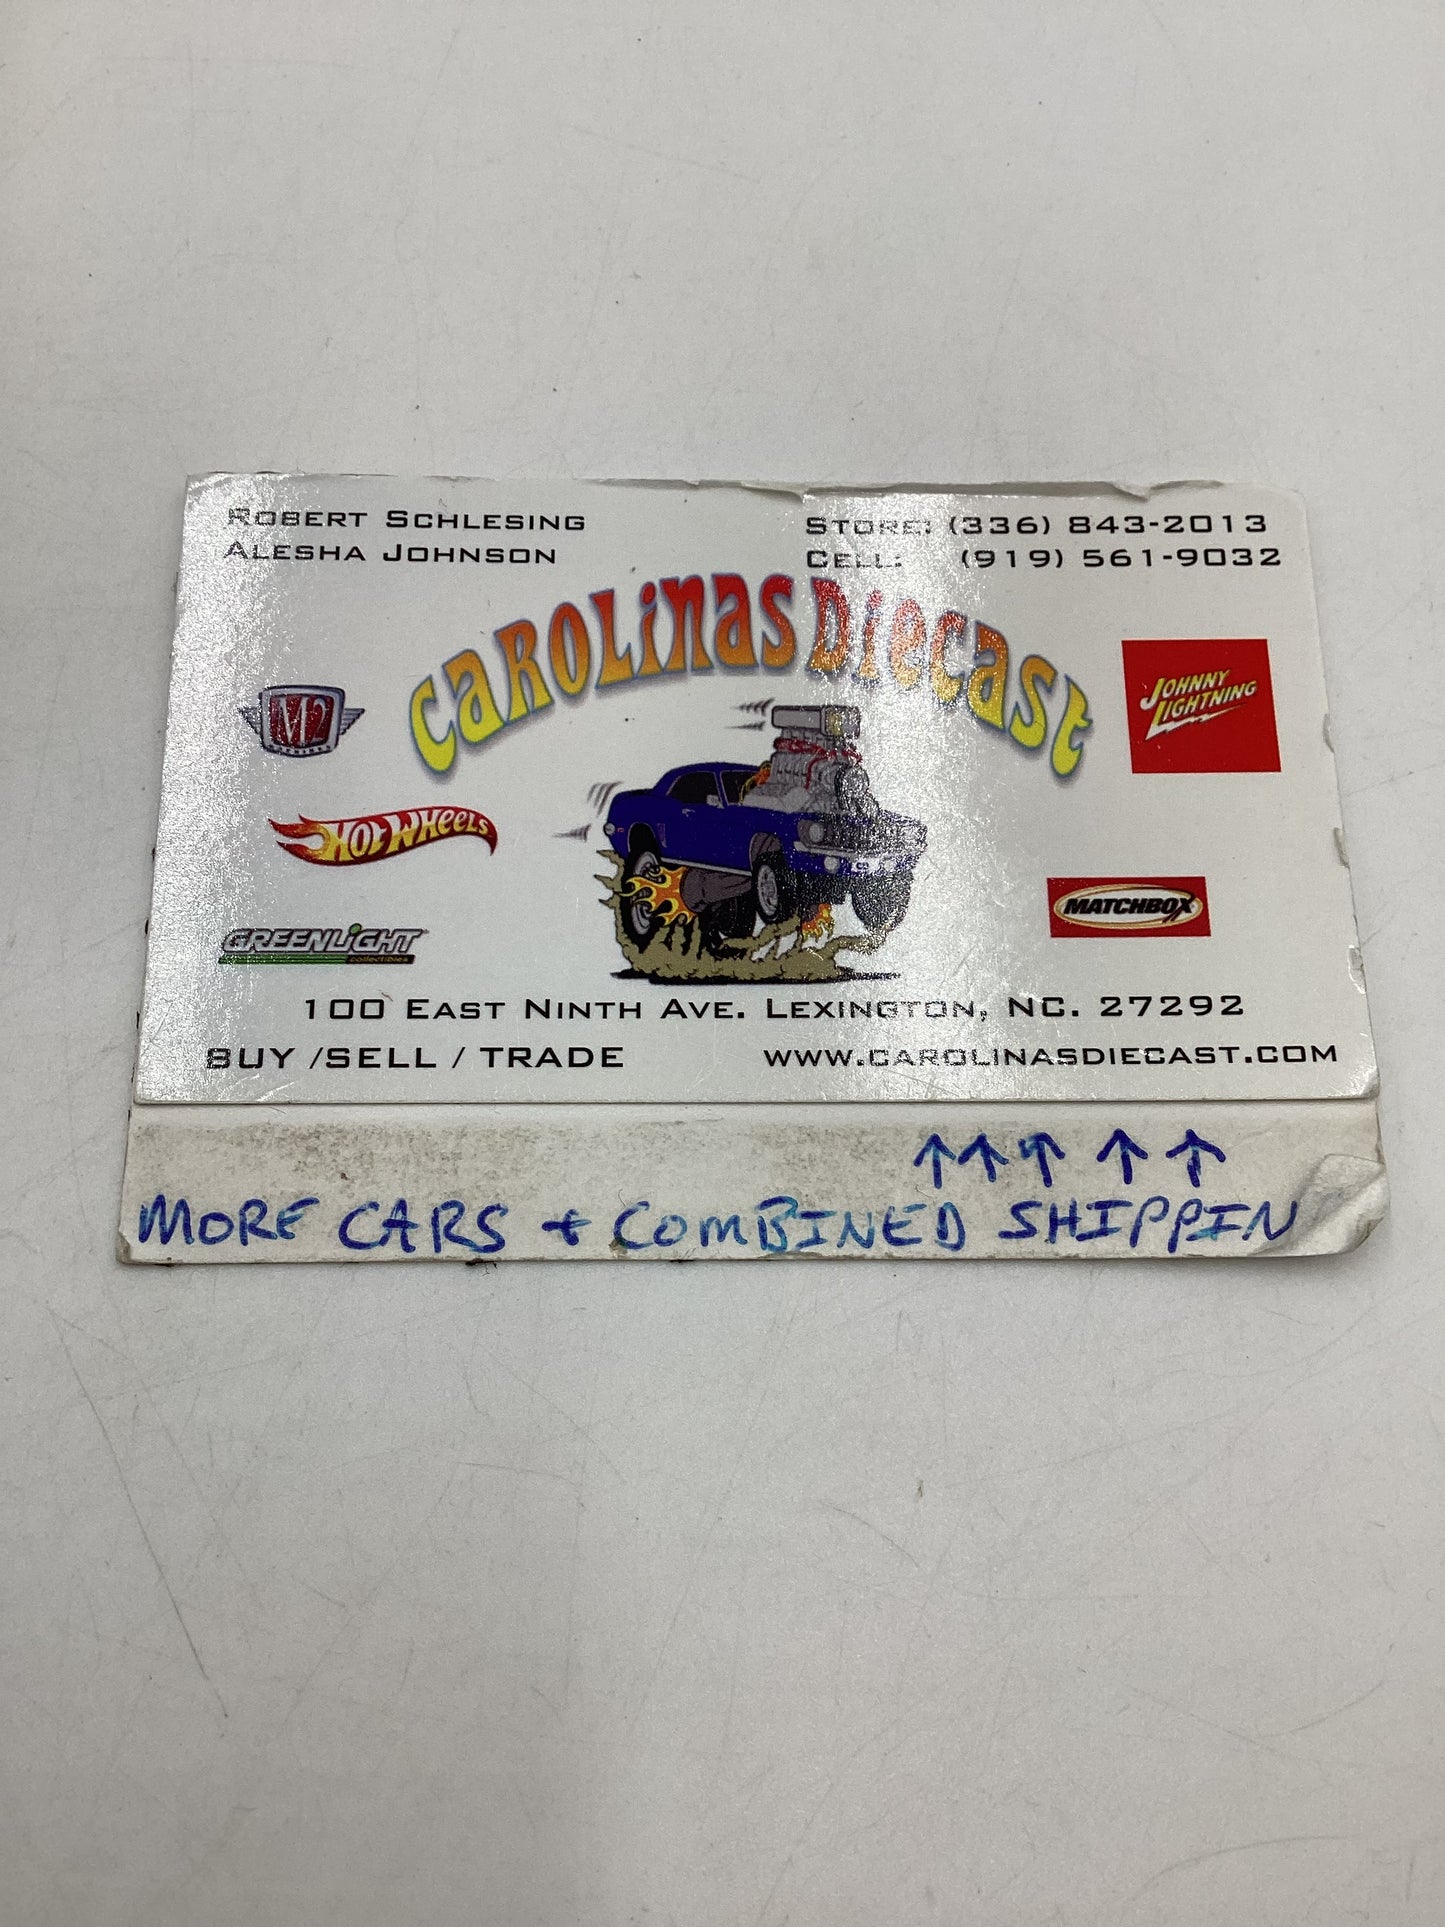 ROBERT SCHLESING
ALESHA JOHNSON
STORE: (336) 843-2013
CELL: (919) 561-9032
CAROLINAS DIECAST
M2
MACHINES
JOHNNY LIGHTNING
HOT WHEELS
MATCHBOX
GREENLIGHT
collectibles
100 EAST NINTH AVE. LEXINGTON, NC. 27292
BUY /SELL / TRADE
WWW.CAROLINASDIECAST.COM
↑↑↑↑↑
MORE CARS + COMBINED SHIPPIN